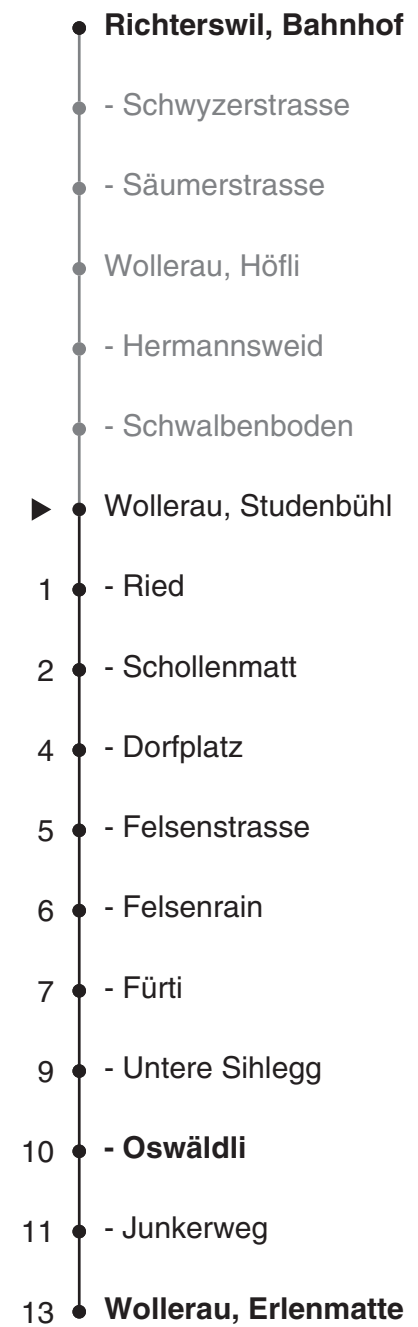 Richterswil, Bahnhof
- Schwyzerstrasse
- Säumerstrasse
Wollerau, Höfli
- Hermannsweid
- Schwalbenboden
Wollerau, Studenbühl
1 - Ried
2 - Schollenmatt
4 - Dorfplatz
5 - Felsenstrasse
6 - Felsenrain
7 - Fürti
9 - Untere Sihlegg
10 - Oswäldli
11 - Junkerweg
13 Wollerau, Erlenmatte